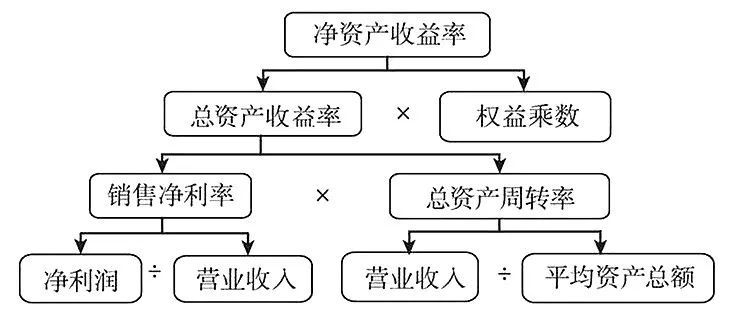 净资产收益率
总资产收益率 × 权益乘数
销售净利率 × 总资产周转率
净利润 ÷ 营业收入 营业收入 ÷ 平均资产总额